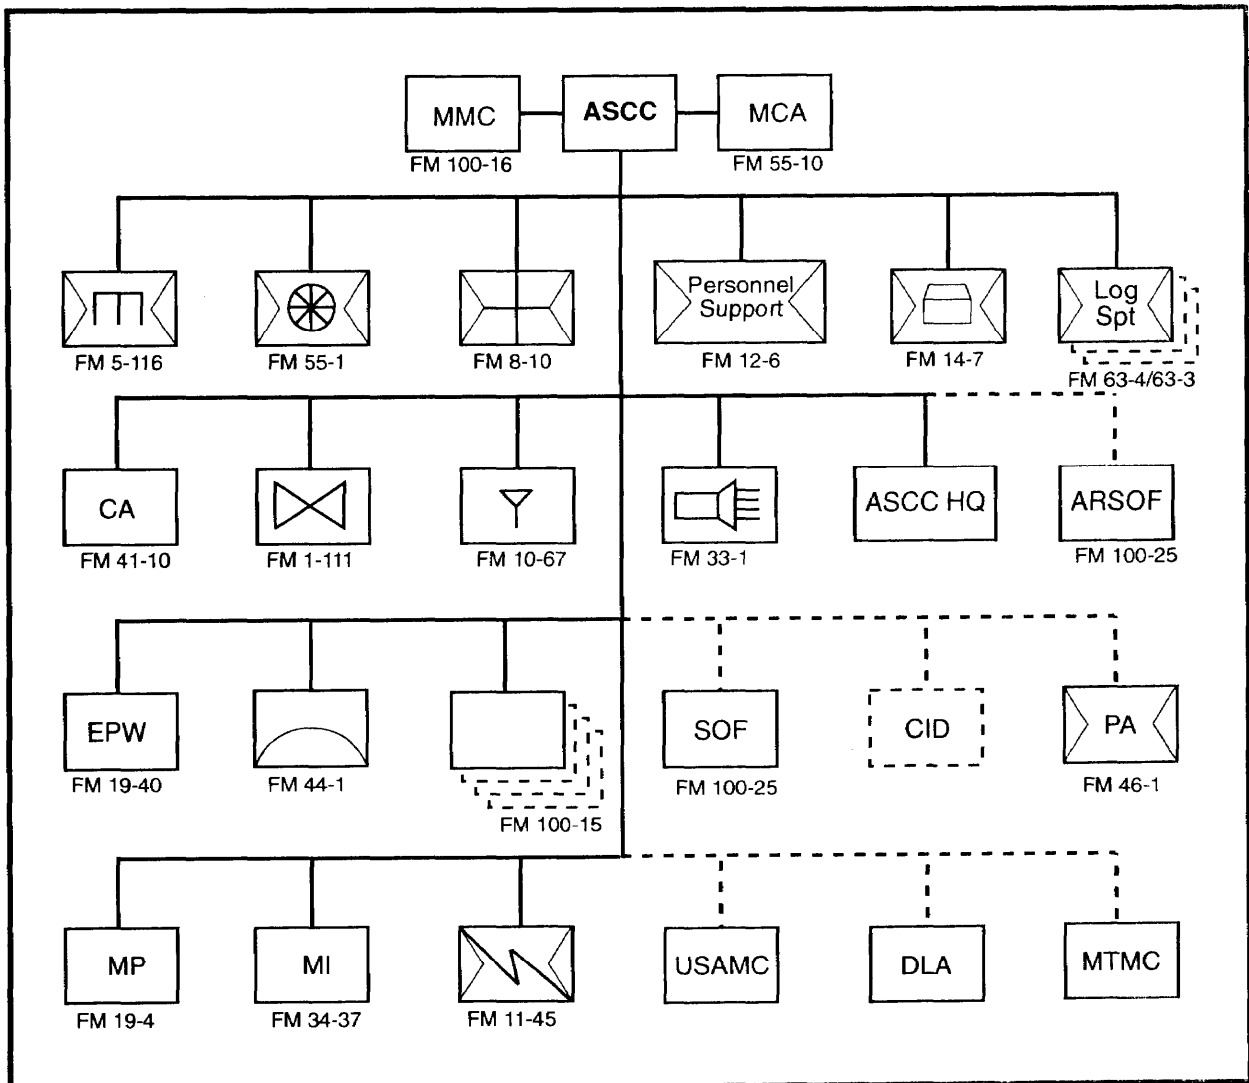 MMC
ASCC
MCA
FM 100-16
FM 55-10
Personnel
Support
Log
Spt
FM 5-116
FM 55-1
FM 8-10
FM 12-6
FM 14-7
FM 63-4/63-3
CA
ASCC HQ
ARSOF
FM 41-10
FM 1-111
FM 10-67
FM 33-1
FM 100-25
EPW
SOF
CID
PA
FM 19-40
FM 44-1
FM 100-15
FM 100-25
FM 46-1
MP
MI
USAMC
DLA
MTMC
FM 19-4
FM 34-37
FM 11-45